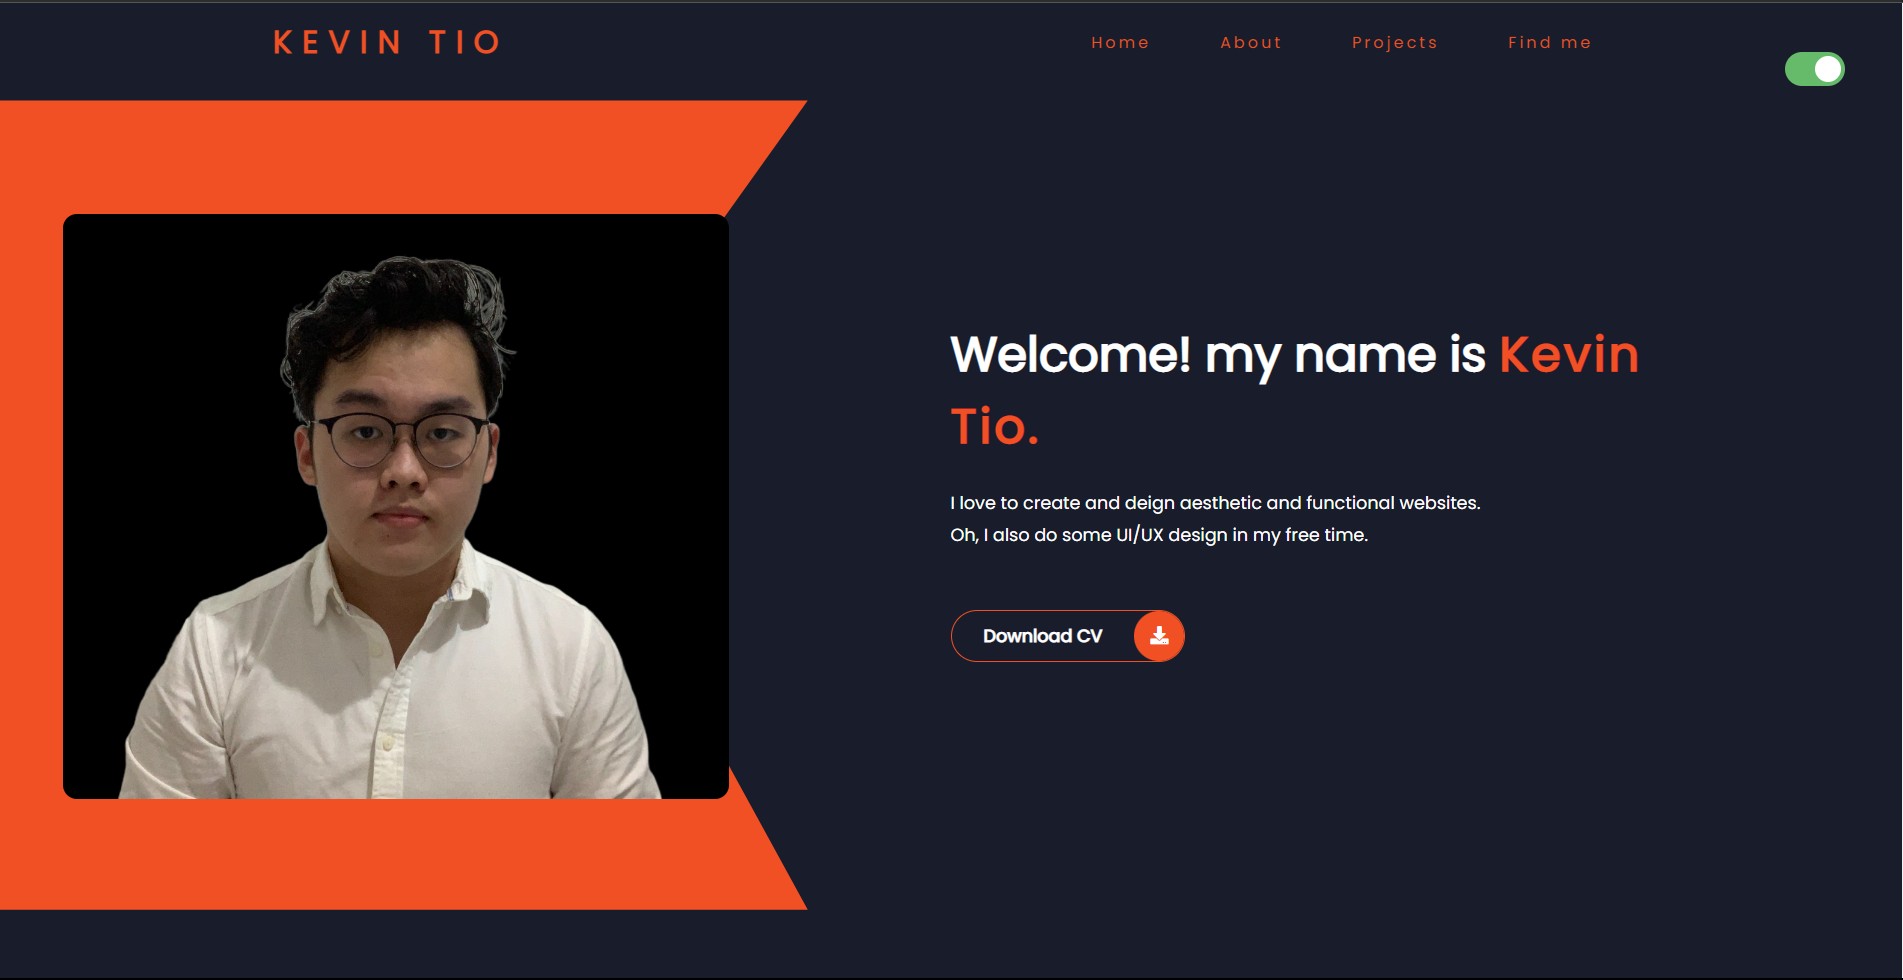 KEVIN TIO
Home About Projects Find me
Welcome! my name is Kevin
Tio.
I love to create and deign aesthetic and functional websites.
Oh, I also do some UI/UX design in my free time.
Download CV